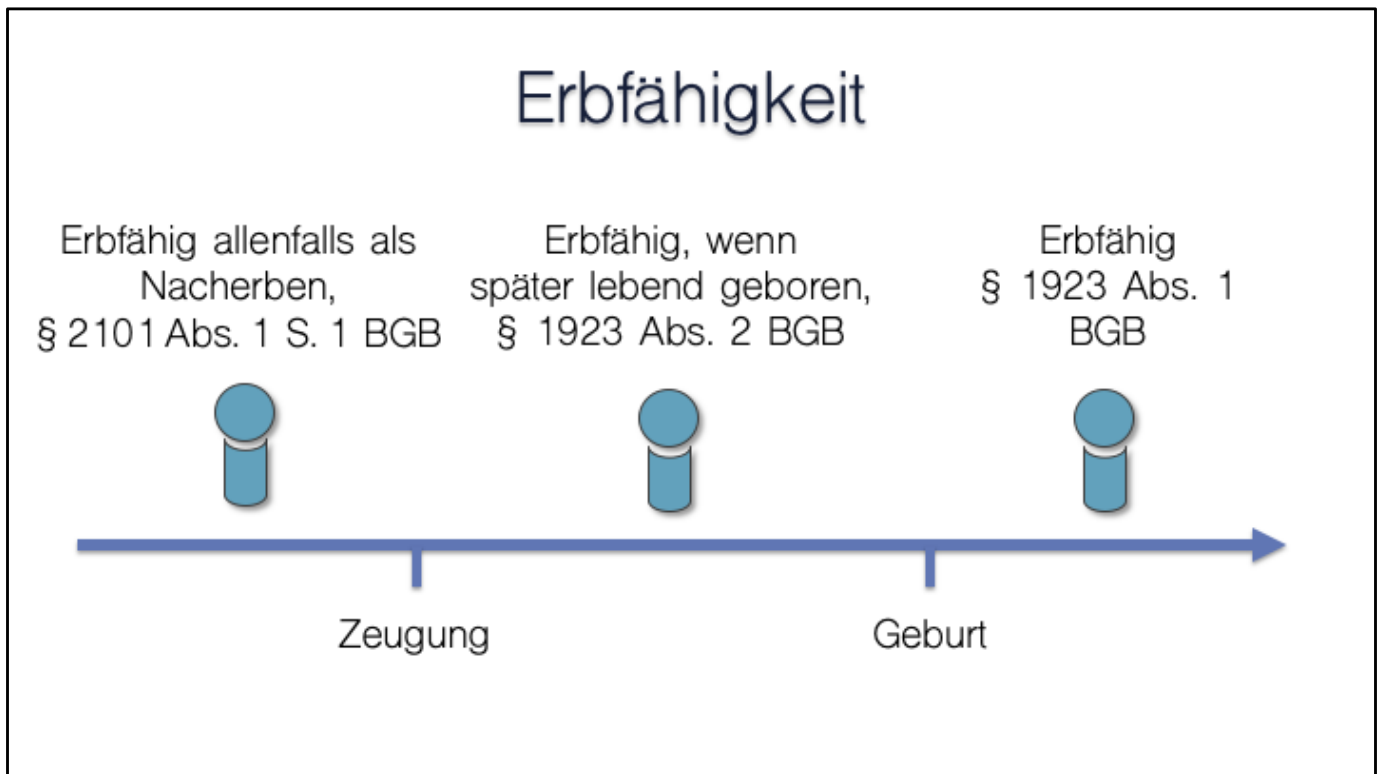 Erbfähigkeit
Erbfähig allenfalls als
Nacherben,
§ 2101 Abs. 1 S. 1 BGB
Erbfähig, wenn
später lebend geboren,
§ 1923 Abs. 2 BGB
Erbfähig
§ 1923 Abs. 1
BGB
Zeugung
Geburt